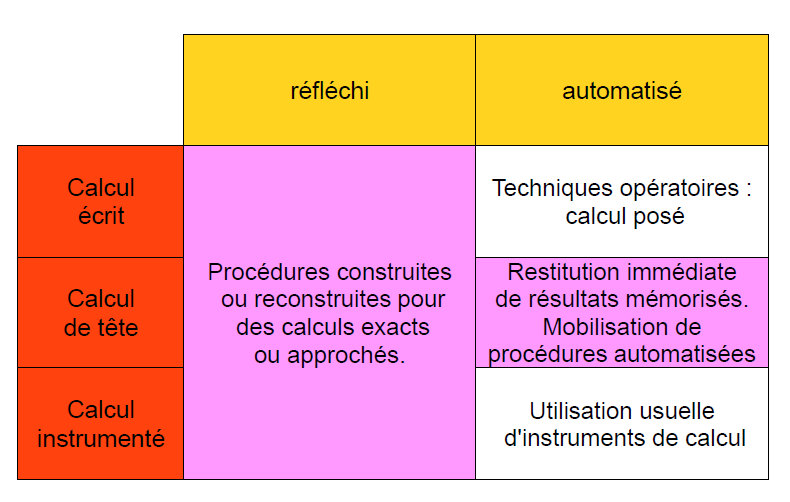 réfléchi
automatisé
Calcul
écrit
Techniques opératoires :
calcul posé
Procédures construites
ou reconstruites pour
des calculs exacts
ou approchés.
Calcul
de tête
Restitution immédiate
de résultats mémorisés.
Mobilisation de
procédures automatisées
Calcul
instrumenté
Utilisation usuelle
d'instruments de calcul